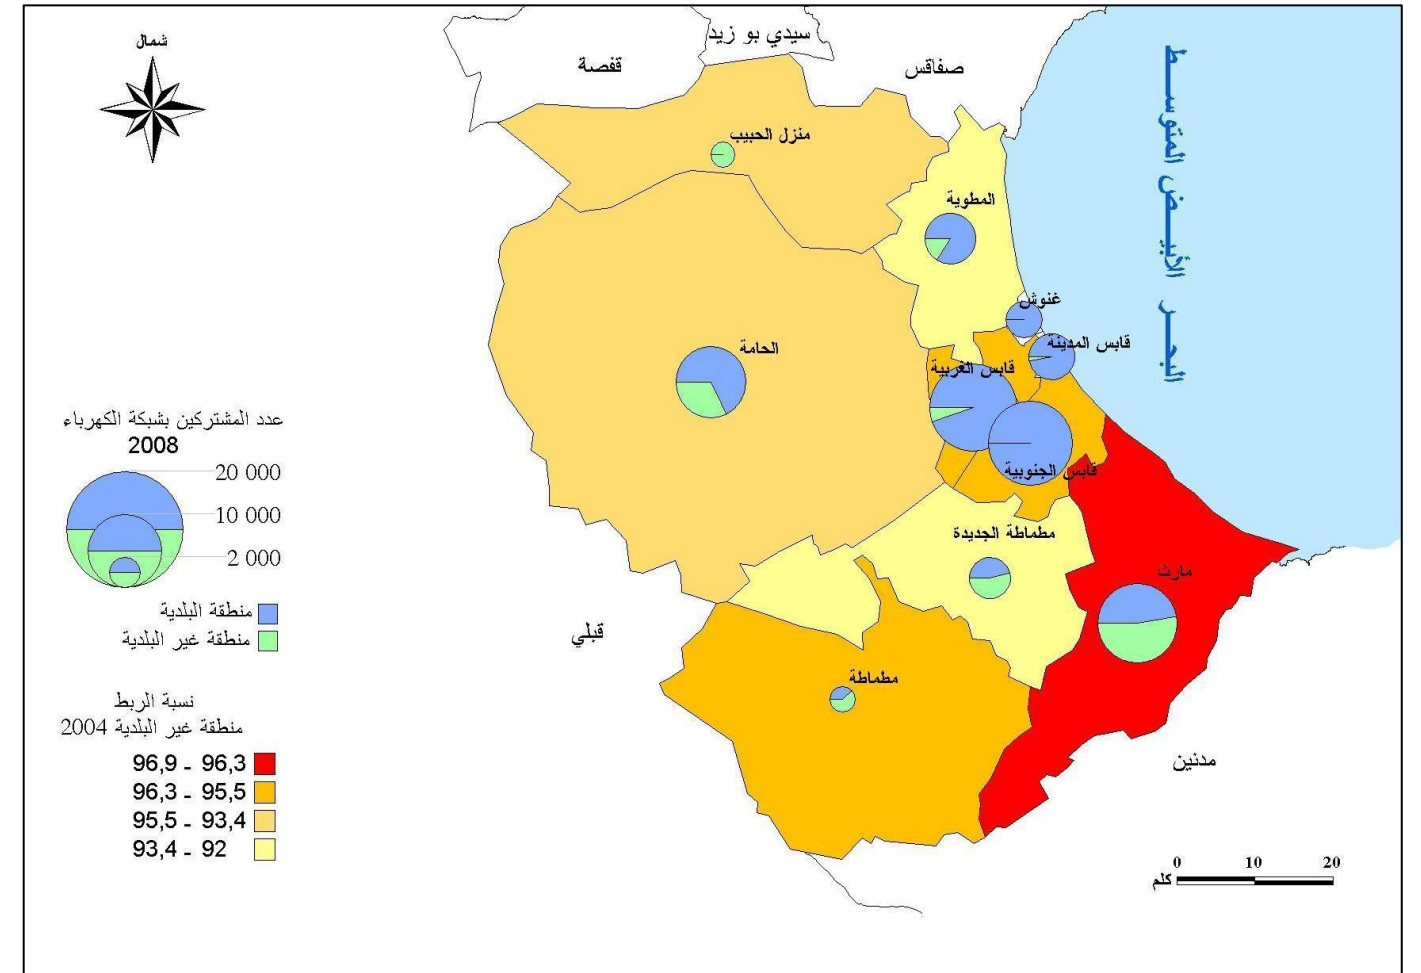 شمال
سيدي بو زيد
قفصة
صفاقس
البحـــر الأبيـــض المتوســـط
منزل الحبيب
المطوية
غنوش
قابس المدينة
الحامة
قابس الغربية
قابس الجنوبية
مطماطة الجديدة
مارث
قبلي
مطماطة
مدنين
عدد المشتركين بشبكة الكهرباء
2008
20 000
10 000
2 000
منطقة البلدية
منطقة غير البلدية
نسبة الربط
منطقة غير البلدية 2004
96,9 - 96,3
96,3 - 95,5
95,5 - 93,4
93,4 - 92
0 10 20
كلم